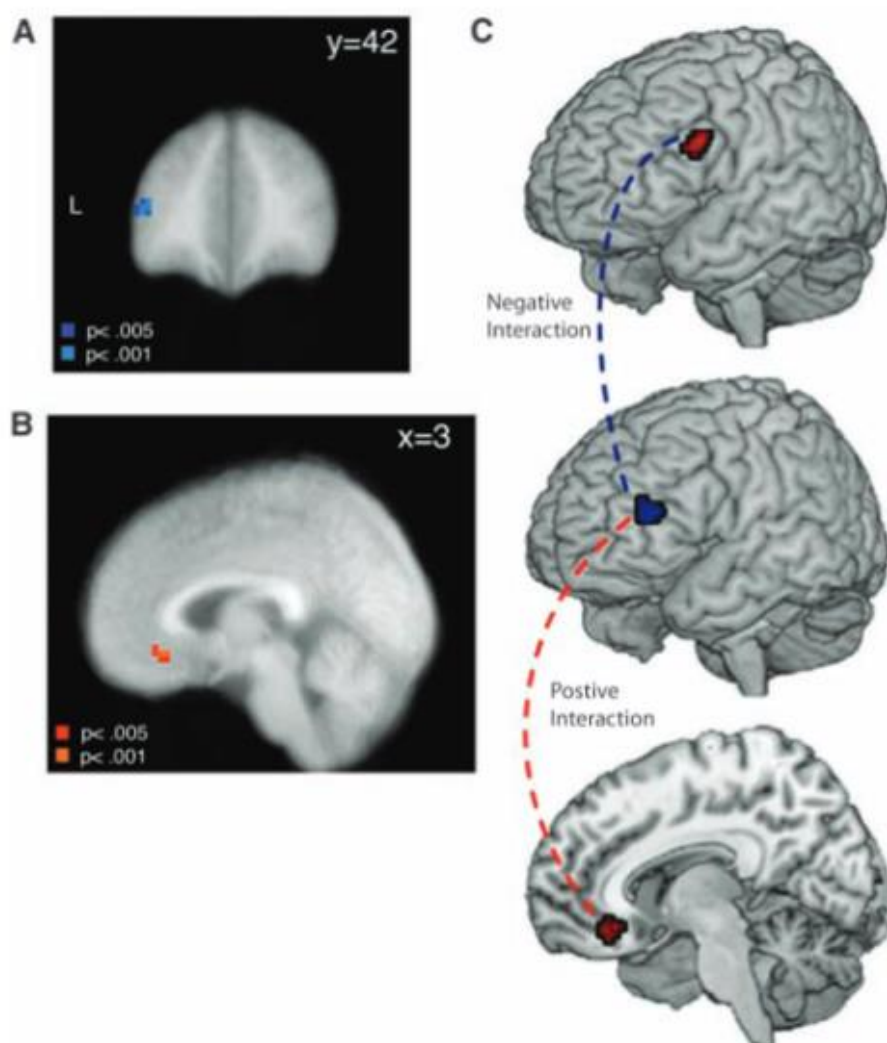 A
y=42
L
p< .005
p< .001
B
x=3
p< .005
p< .001
C
Negative
Interaction
Postive
Interaction